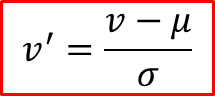 v′ = (v − μ) / σ